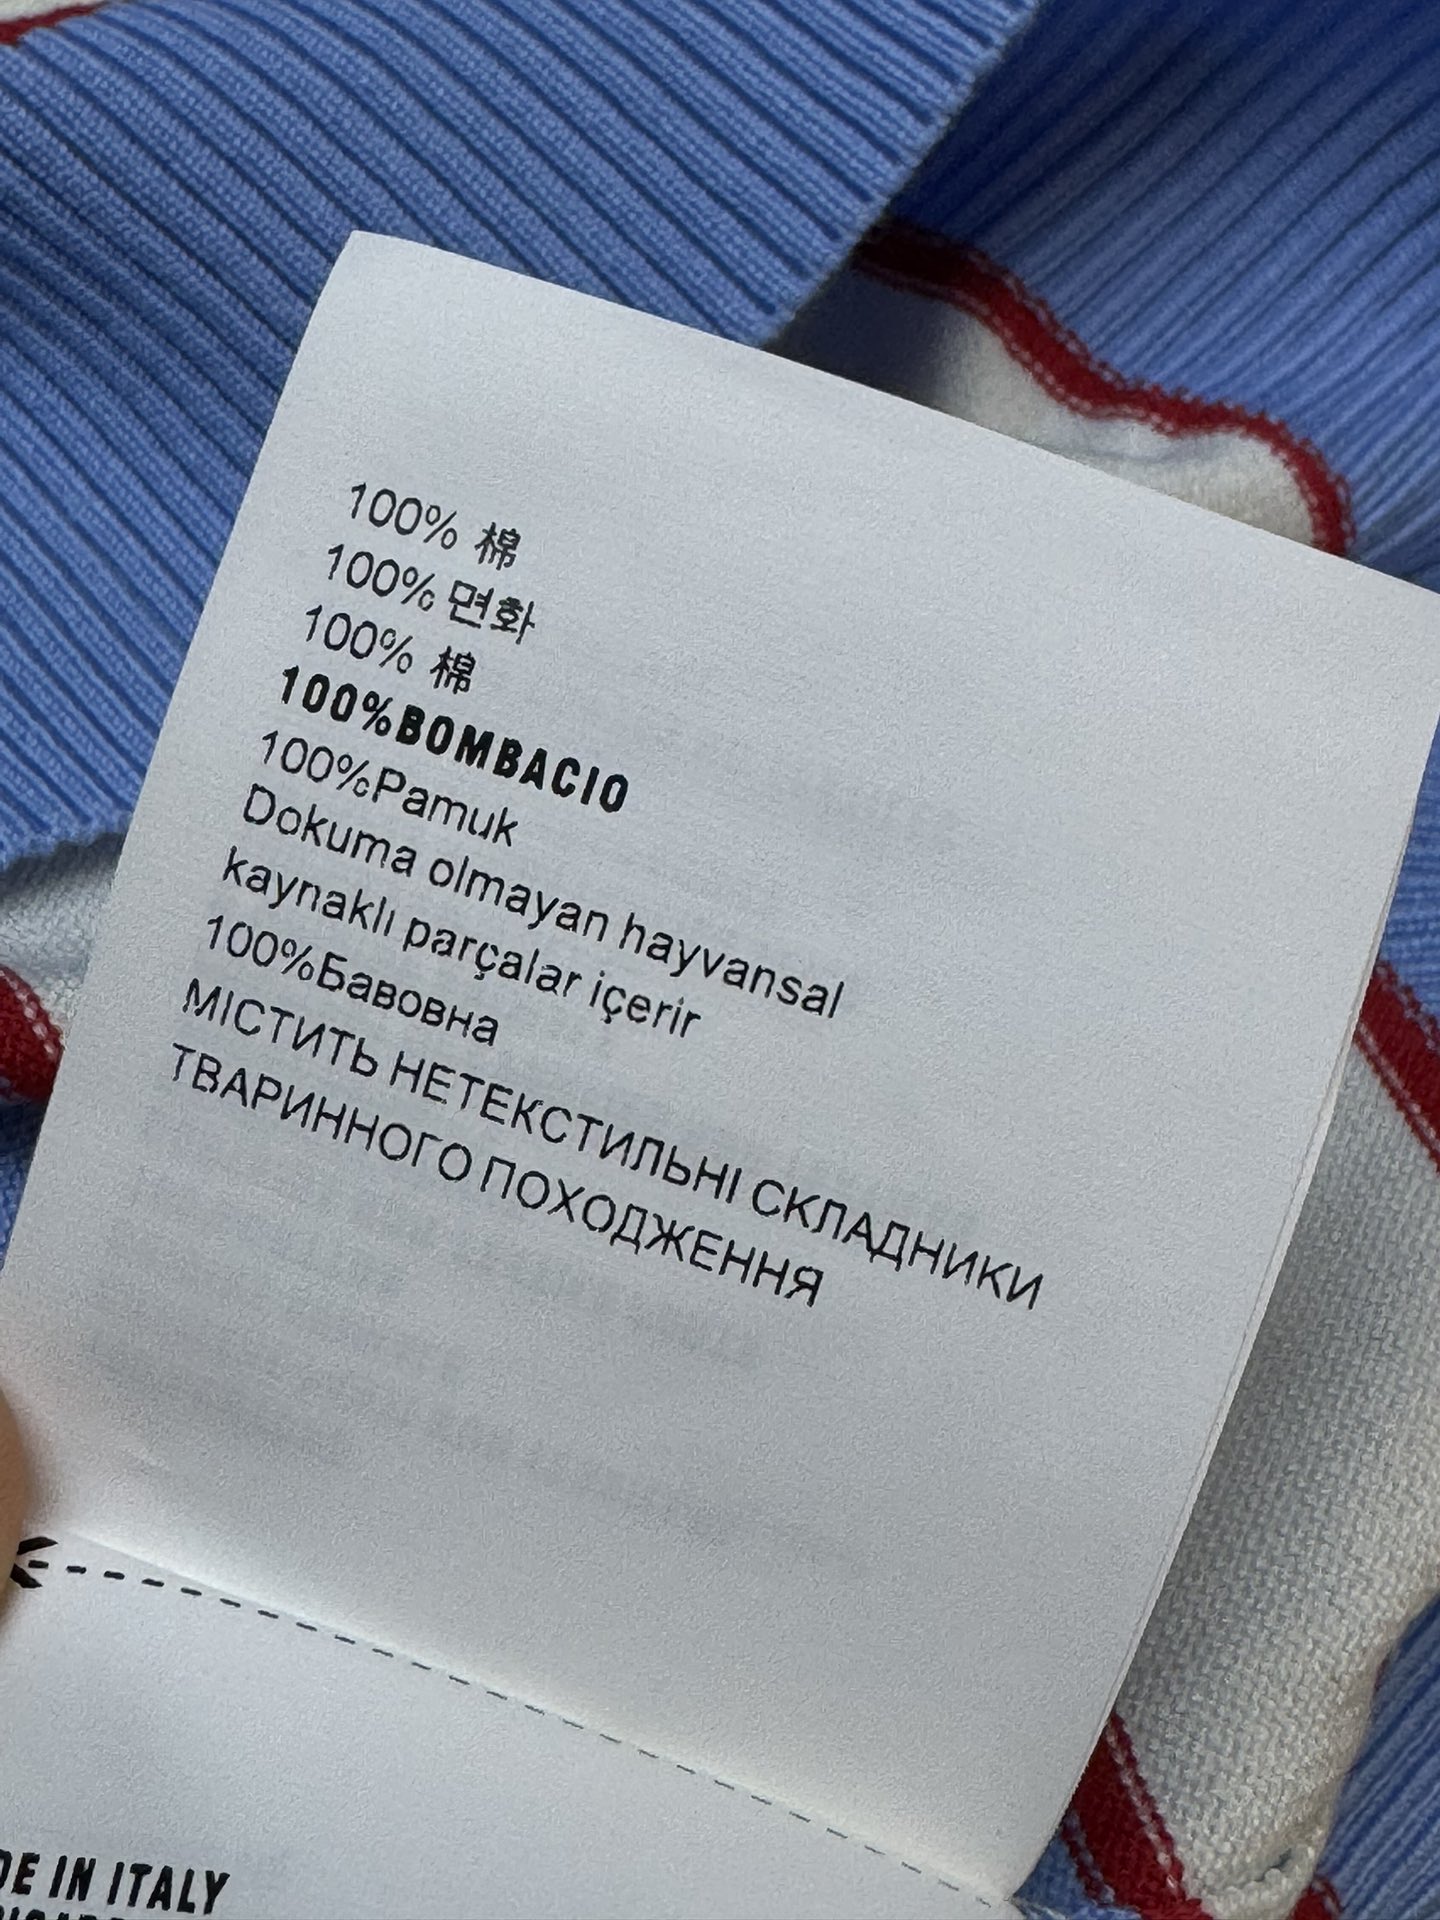 100% 棉
100% 면화
100% 棉
100%BOMBACIO
100%Pamuk
Dokuma olmayan hayvansal
kaynaklı parçalar içerir
100%Бавовна
МІСТИТЬ НЕТЕКСТИЛЬНІ СКЛАДНИКИ
ТВАРИННОГО ПОХОДЖЕННЯ
DE IN ITALY